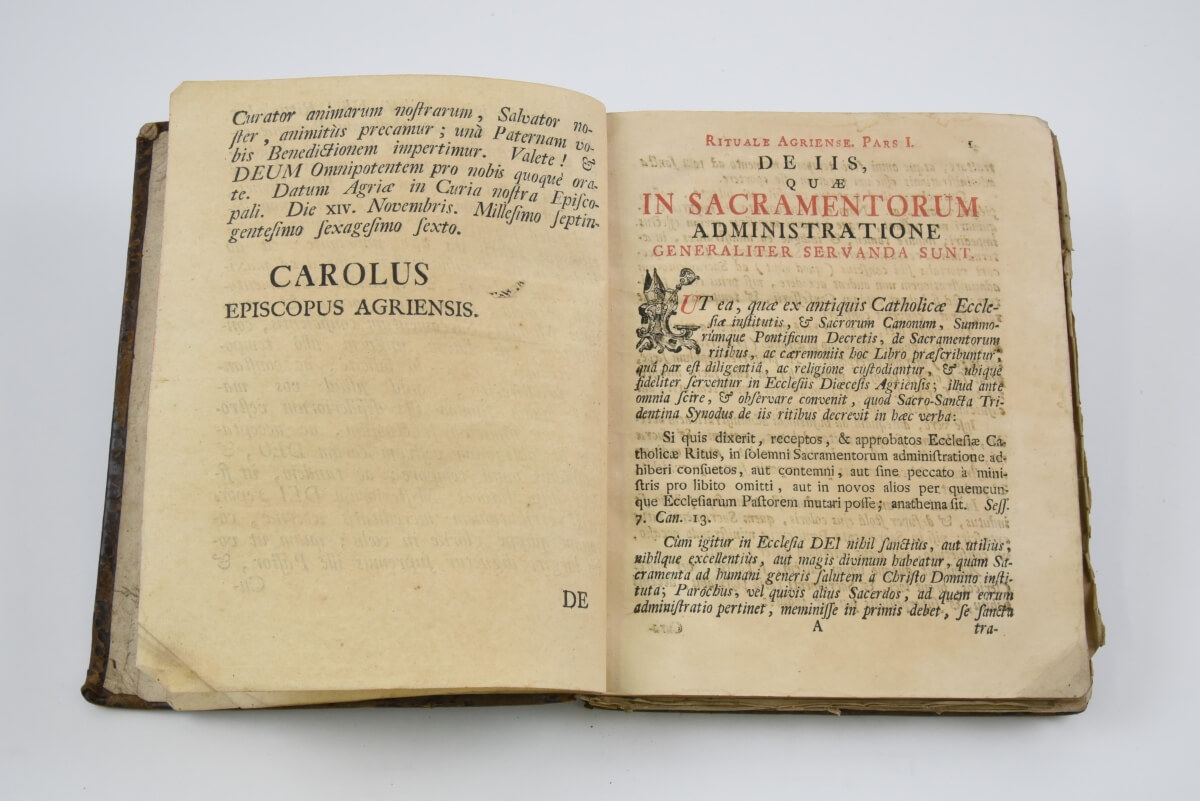 Curator animarum noſtrarum, Salvator no-
ſter, animitùs precamur; unà Paternam vo-
bis Benedictionem impertimur. Valete! &
DEUM Omnipotentem pro nobis quoquè ora-
te. Datum Agriæ in Curia noſtra Epiſco-
pali. Die XIV. Novembris. Milleſimo ſeptin-
genteſimo ſexageſimo ſexto.
CAROLUS
EPISCOPUS AGRIENSIS.
DE
RITUALE AGRIENSE. PARS I.
DE IIS,
QUÆ
IN SACRAMENTORUM
ADMINISTRATIONE
GENERALITER SERVANDA SUNT.
UT ea, quæ ex antiquis Catholicæ Eccle-
ſiæ inſtitutis, & Sacrorum Canonum, Summo-
rúmque Pontificum Decretis, de Sacramentorum
ritibus, ac cæremoniis hoc Libro præſcribuntur,
quâ par eſt diligentiâ, ac religione cuſtodiantur, & ubique
fideliter ſerventur in Eccleſiis Diœceſis Agrienſis; illud ante
omnia ſcire, & obſervare convenit, quod Sacro-Sancta Tri-
dentina Synodus de iis ritibus decrevit in hæc verba:
Si quis dixerit, receptos, & approbatos Eccleſiæ Ca-
tholicæ Ritus, in ſolemni Sacramentorum adminiſtratione ad-
hiberi conſuetos, aut contemni, aut ſine peccato à mini-
ſtris pro libito omitti, aut in novos alios per quemcun-
que Eccleſiarum Paſtorem mutari poſſe; anathema ſit. Seſſ.
7. Can. 13.
Cùm igitur in Eccleſia DEI nihil ſanctiùs, aut utiliùs,
nihílque excellentiùs, aut magis divinum habeatur, quàm Sa-
cramenta ad humani generis ſalutem à Chriſto Domino inſti-
tuta; Parochus, vel quivis alius Sacerdos, ad quem eorum
adminiſtratio pertinet, meminiſſe in primis debet, ſe ſancta
A
tra-